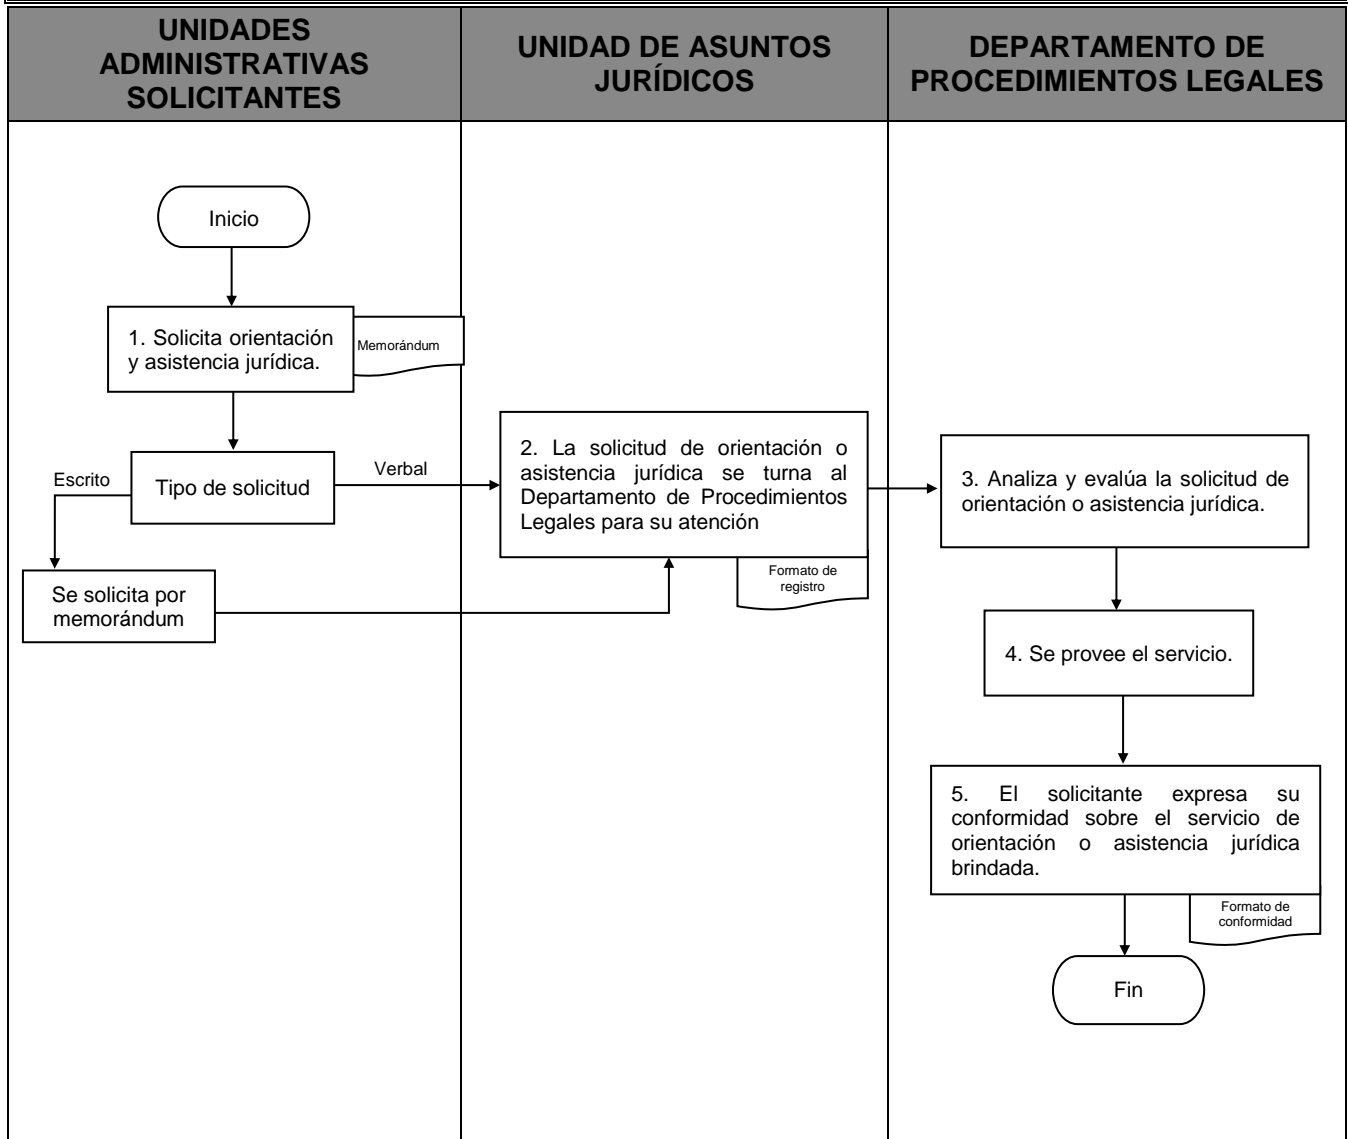 UNIDADES
ADMINISTRATIVAS
SOLICITANTES
UNIDAD DE ASUNTOS
JURÍDICOS
DEPARTAMENTO DE
PROCEDIMIENTOS LEGALES
Inicio
1. Solicita orientación
y asistencia jurídica.
Memorándum
Tipo de solicitud
Escrito
Verbal
Se solicita por
memorándum
2. La solicitud de orientación o
asistencia jurídica se turna al
Departamento de Procedimientos
Legales para su atención
Formato de
registro
3. Analiza y evalúa la solicitud de
orientación o asistencia jurídica.
4. Se provee el servicio.
5. El solicitante expresa su
conformidad sobre el servicio de
orientación o asistencia jurídica
brindada.
Formato de
conformidad
Fin